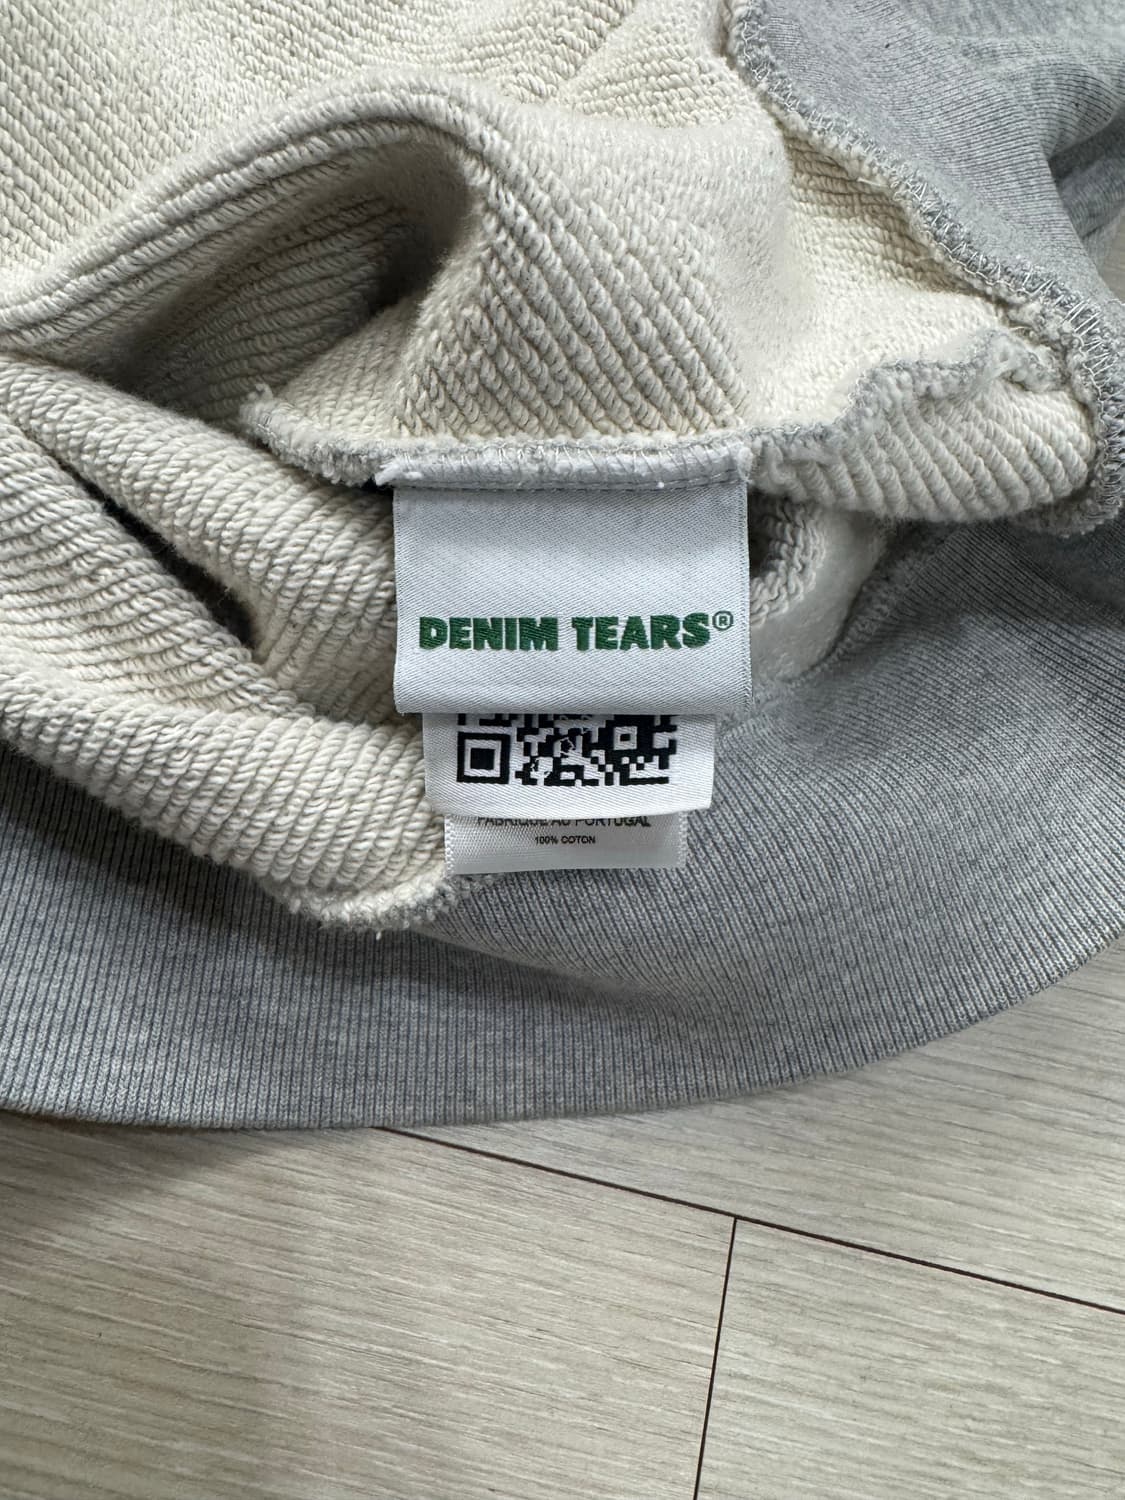 DENIM TEARS®
FABRIQUÉ AU PORTUGAL
100% COTON